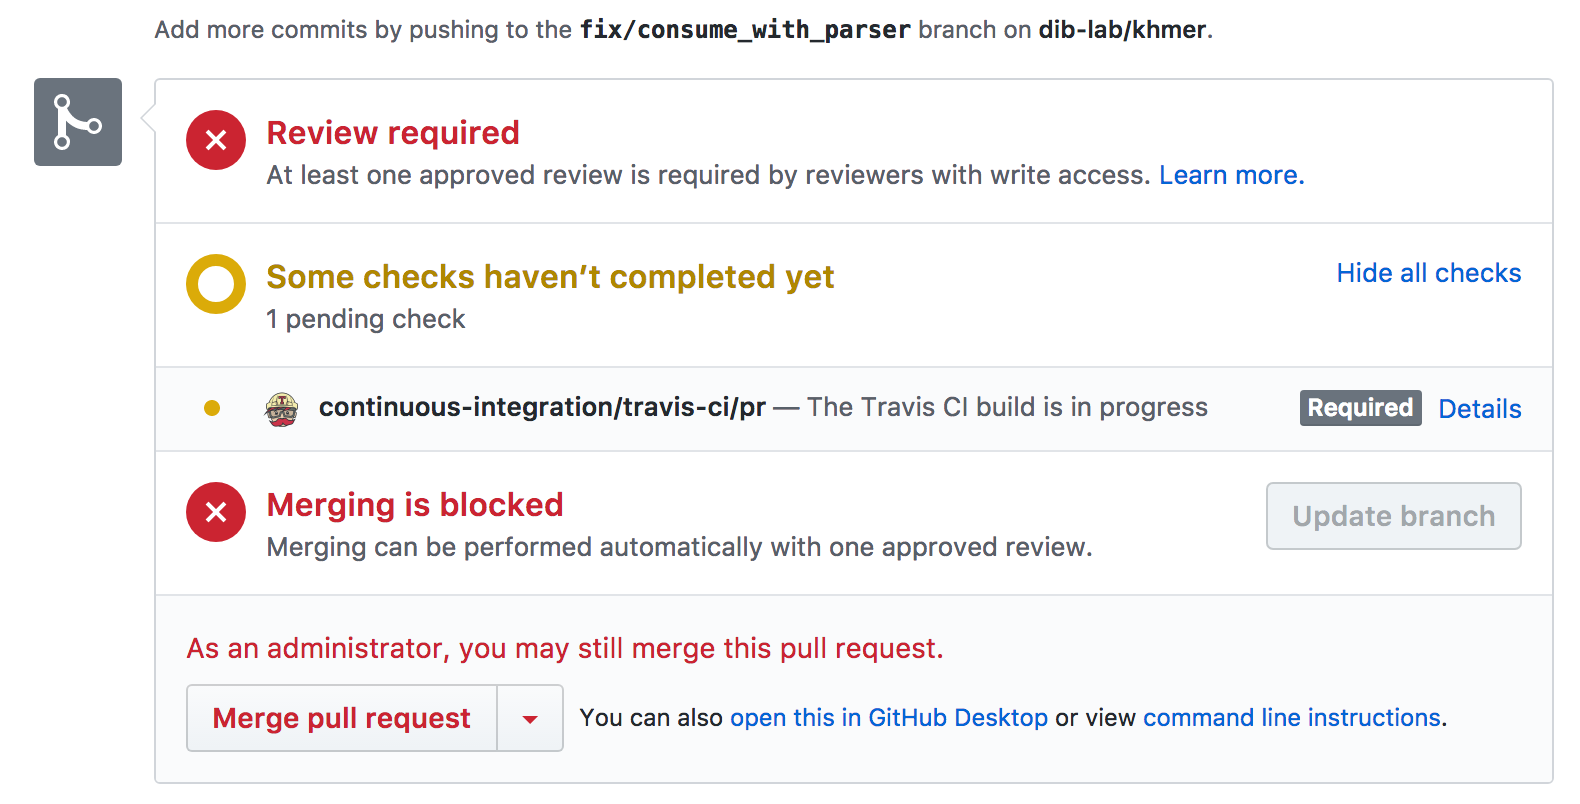 Add more commits by pushing to the fix/consume_with_parser branch on dib-lab/khmer.
Review required
At least one approved review is required by reviewers with write access. Learn more.
Some checks haven’t completed yet
Hide all checks
1 pending check
continuous-integration/travis-ci/pr — The Travis CI build is in progress
Required
Details
Merging is blocked
Update branch
Merging can be performed automatically with one approved review.
As an administrator, you may still merge this pull request.
Merge pull request
You can also open this in GitHub Desktop or view command line instructions.